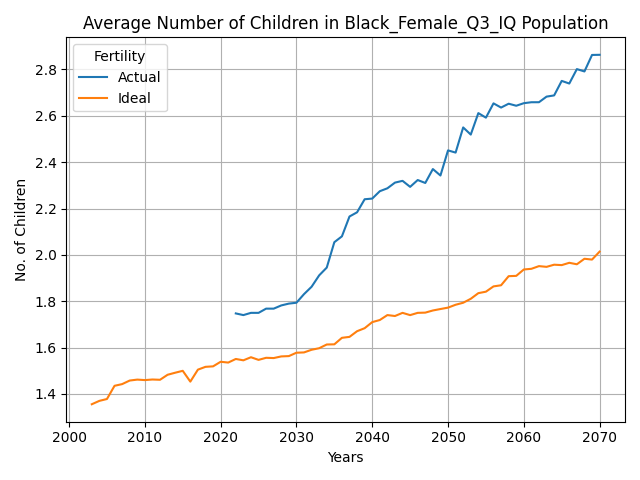 Average Number of Children in Black_Female_Q3_IQ Population
Fertility
Actual
Ideal
No. of Children
2.8
2.6
2.4
2.2
2.0
1.8
1.6
1.4
2000 2010 2020 2030 2040 2050 2060 2070
Years